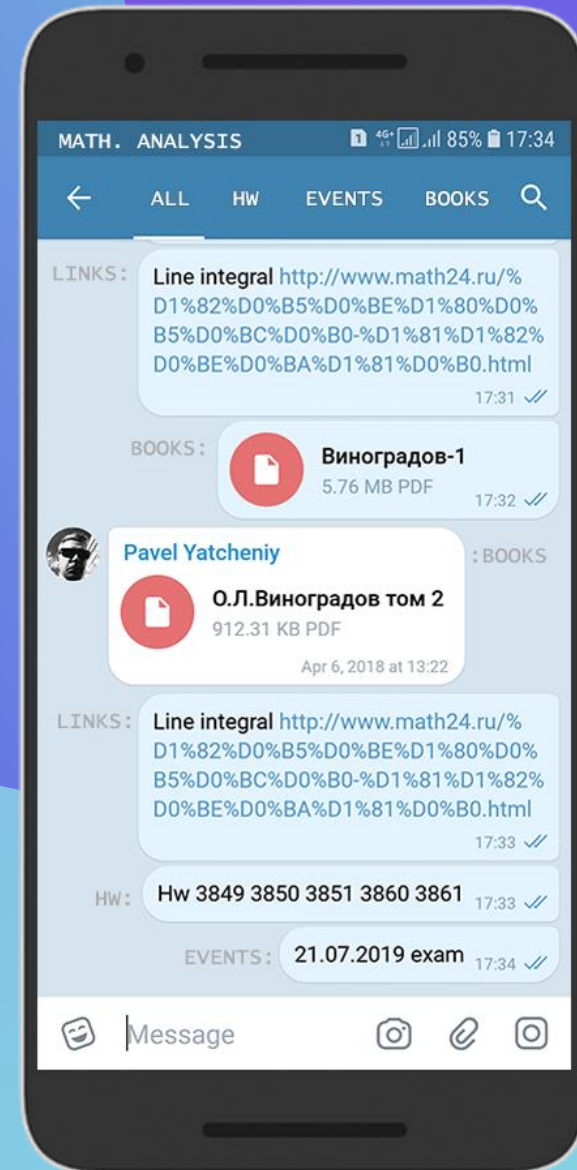 MATH. ANALYSIS 1 4G+ 85% 17:34
ALL HW EVENTS BOOKS
LINKS: Line integral http://www.math24.ru/%
D1%82%D0%B5%D0%BE%D1%80%D0%
B5%D0%BC%D0%B0-%D1%81%D1%82%
D0%BE%D0%BA%D1%81%D0%B0.html
17:31
BOOKS: Виноградов-1
5.76 MB PDF 17:32
Pavel Yatcheniy :BOOKS
О.Л.Виноградов том 2
912.31 KB PDF
Apr 6, 2018 at 13:22
LINKS: Line integral http://www.math24.ru/%
D1%82%D0%B5%D0%BE%D1%80%D0%
B5%D0%BC%D0%B0-%D1%81%D1%82%
D0%BE%D0%BA%D1%81%D0%B0.html
17:33
HW: Hw 3849 3850 3851 3860 3861 17:33
EVENTS: 21.07.2019 exam 17:34
Message